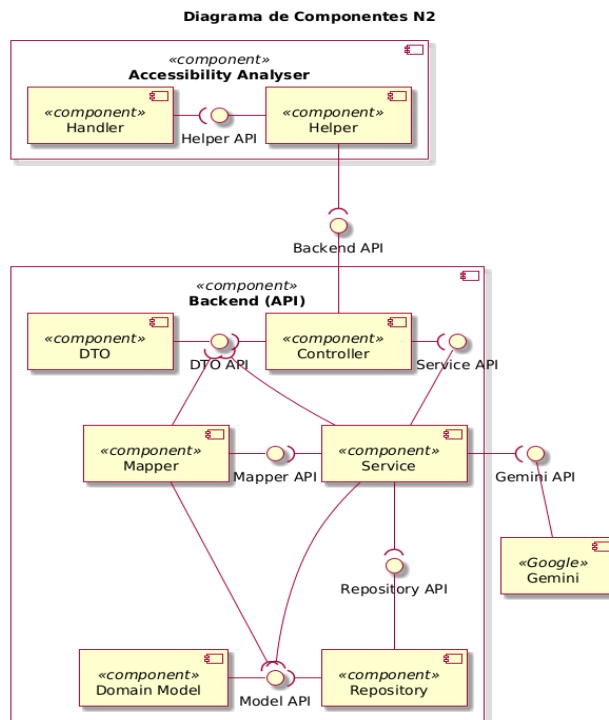 Diagrama de Componentes N2
«component»
Accessibility Analyser
«component»
Handler
Helper API
«component»
Helper
Backend API
«component»
Backend (API)
«component»
DTO
DTO API
«component»
Controller
Service API
«component»
Mapper
Mapper API
«component»
Service
Gemini API
«Google»
Gemini
Repository API
«component»
Domain Model
Model API
«component»
Repository